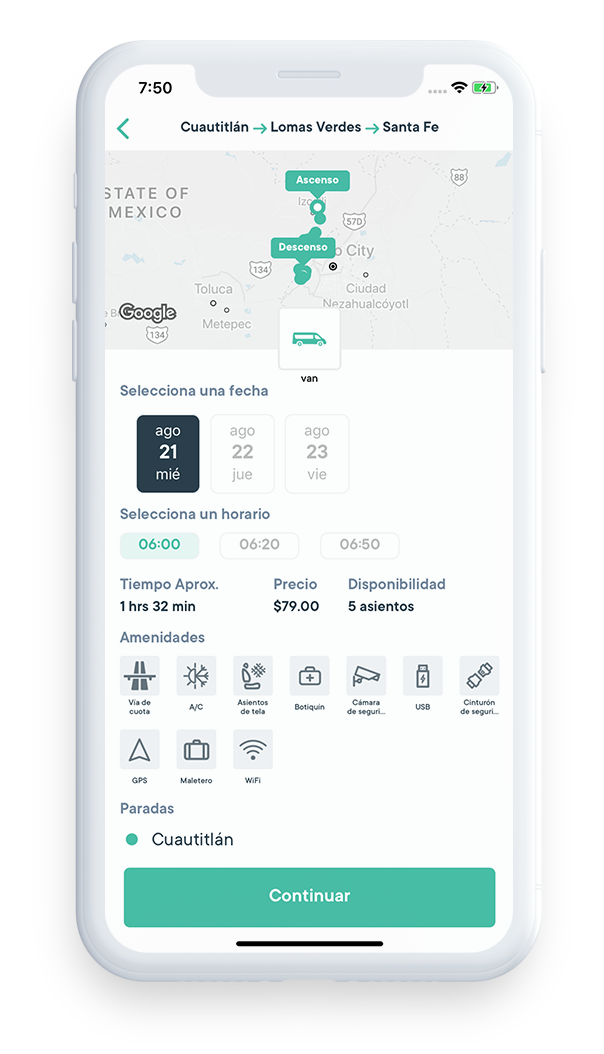 7:50
Cuautitlán → Lomas Verdes → Santa Fe
88
Ascenso
STATE OF
MEXICO
57D
Descenso
o City
134
Toluca
Ciudad
Nezahualcóyotl
Google
Metepec
134
van
Selecciona una fecha
ago ago ago
21 22 23
mié jue vie
Selecciona un horario
06:00 06:20 06:50
Tiempo Aprox. Precio Disponibilidad
1 hrs 32 min $79.00 5 asientos
Amenidades
Vía de A/C Asientos Botiquin Cámara USB Cinturón
cuota de tela de seguri... de seguri...
GPS Maletero WiFi
Paradas
Cuautitlán
Continuar